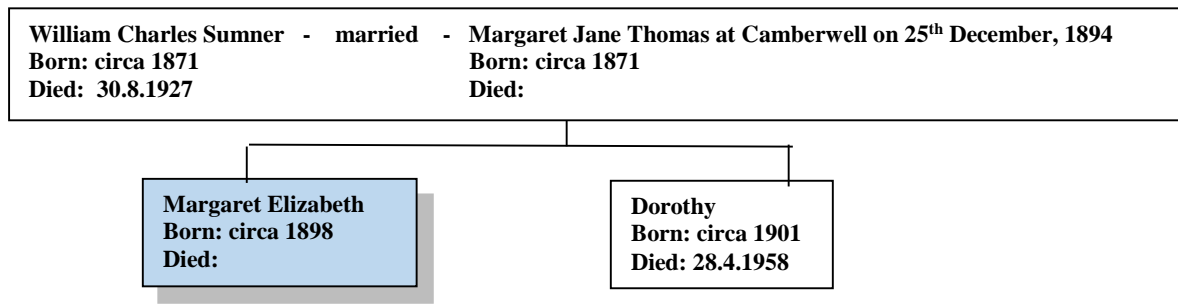 William Charles Sumner - married - Margaret Jane Thomas at Camberwell on 25th December, 1894
Born: circa 1871 Born: circa 1871
Died: 30.8.1927 Died:
Margaret Elizabeth
Born: circa 1898
Died:
Dorothy
Born: circa 1901
Died: 28.4.1958